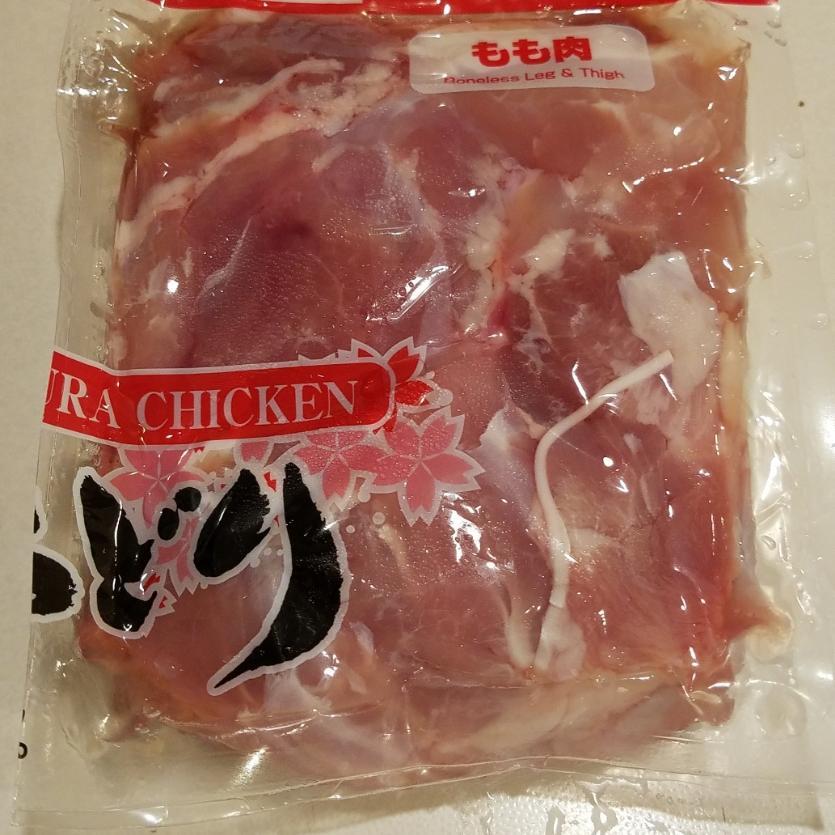 もも肉
Boneless Leg & Thigh
URA CHICKEN
どり